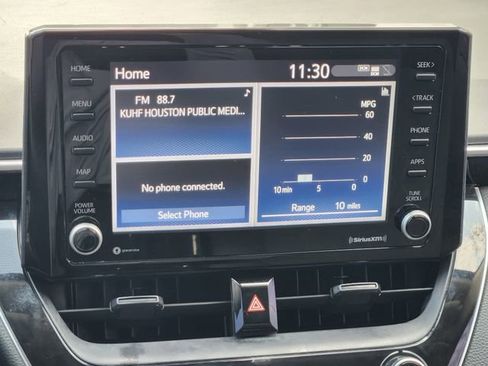 HOME
MENU
AUDIO
MAP
POWER
VOLUME
Home
11:30
DCM
FM 88.7
KUHF HOUSTON PUBLIC MEDI...
No phone connected.
Select Phone
MPG
60
40
20
0
10 min 5 0
Range 10 miles
SEEK>
<TRACK
PHONE
APPS
TUNE
SCROLL
((SiriusXM))